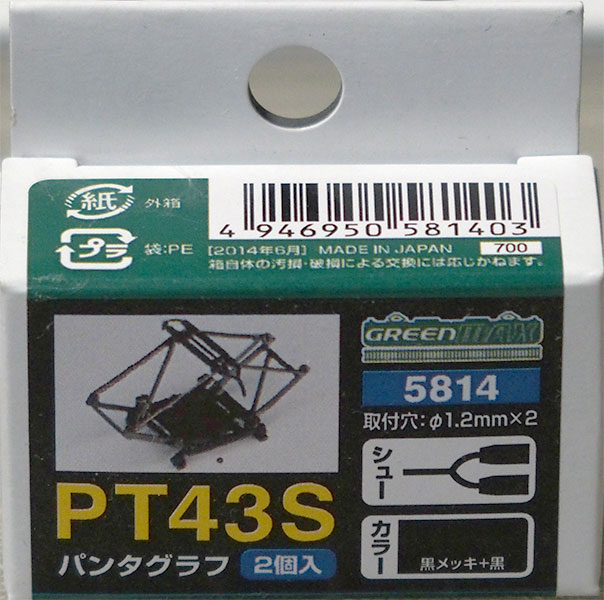 紙 外箱
4 946950 581403
プラ 袋:PE [2014年6月] MADE IN JAPAN 700
箱自体の汚損・破損による交換には応じかねます。
GREENMAX
5814
取付穴:φ1.2mm×2
シュー
PT43S
カラー
黒メッキ+黒
パンタグラフ 2個入